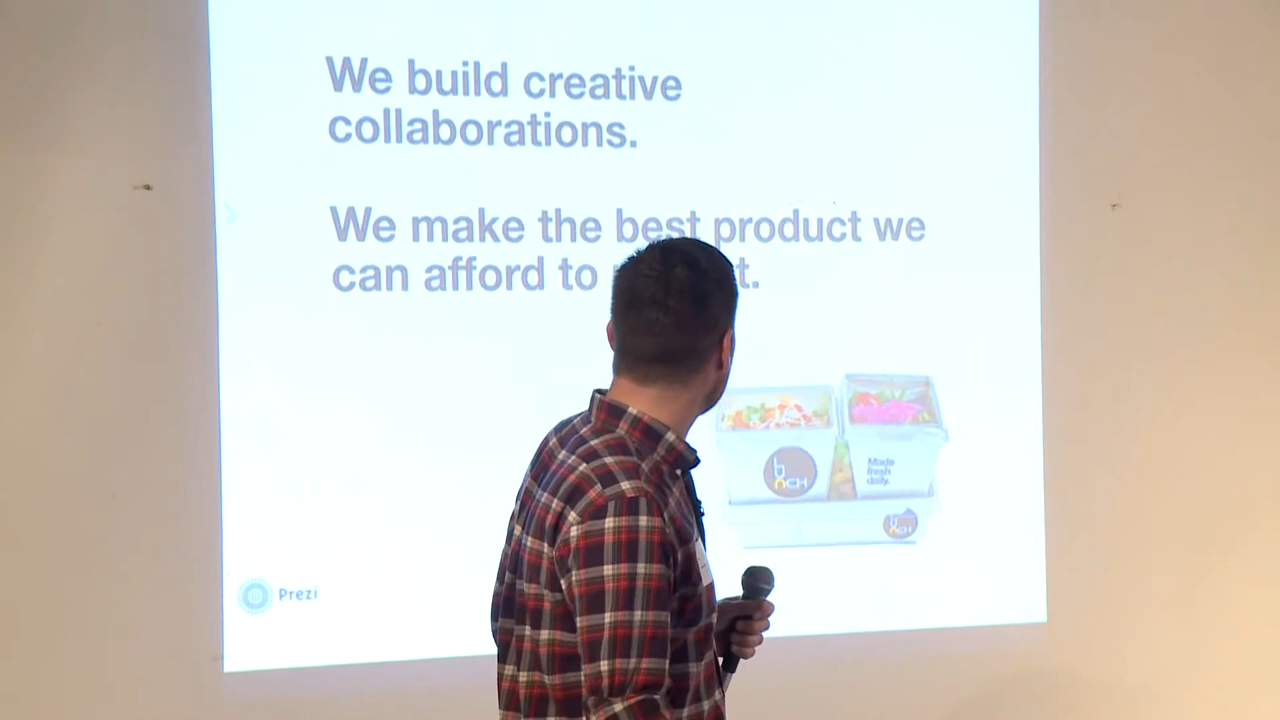 We build creative
collaborations.
We make the best product we
can afford to
Made
fresh
daily.
Prezi